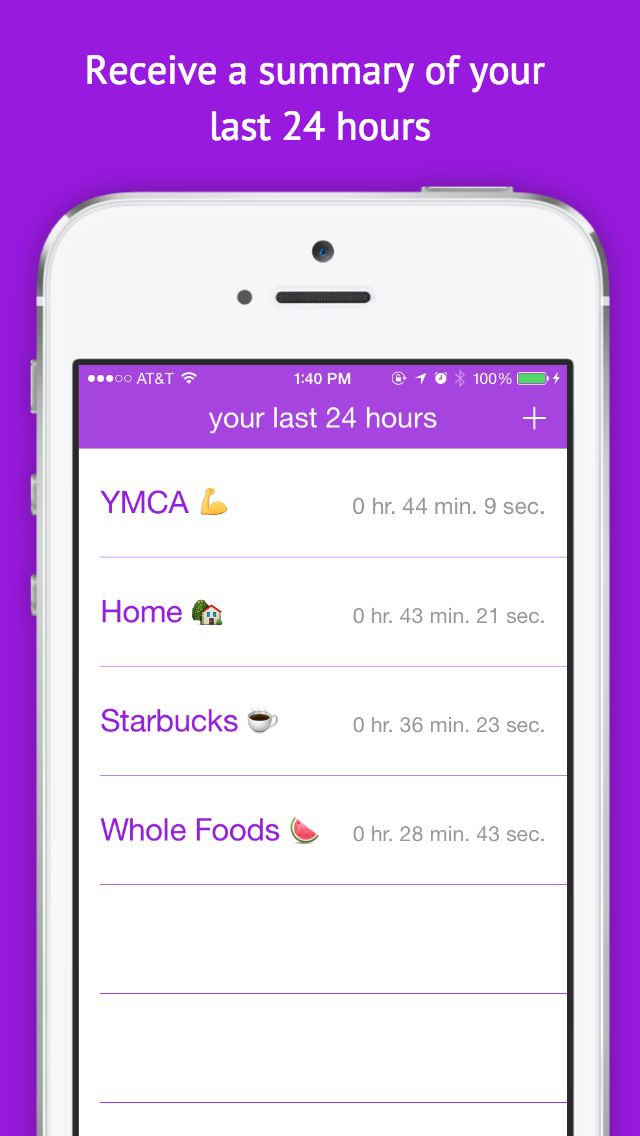 Receive a summary of your
last 24 hours
AT&T 1:40 PM 100%
your last 24 hours +
YMCA 💪 0 hr. 44 min. 9 sec.
Home 🏡 0 hr. 43 min. 21 sec.
Starbucks ☕ 0 hr. 36 min. 23 sec.
Whole Foods 🍉 0 hr. 28 min. 43 sec.